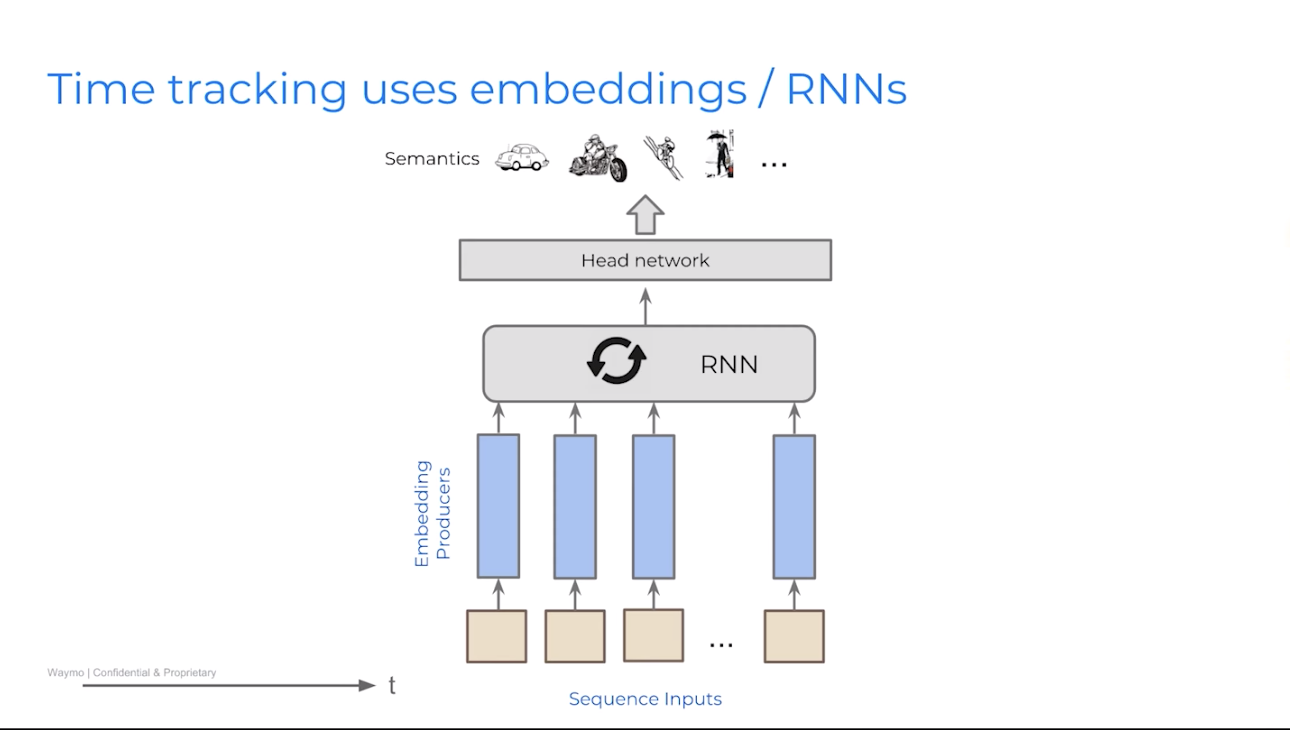 Time tracking uses embeddings / RNNs
Semantics
...
Head network
RNN
Embedding
Producers
...
Waymo | Confidential & Proprietary
t
Sequence Inputs